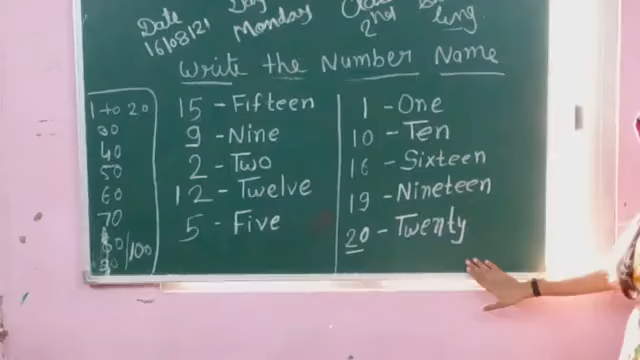 Date
16/08/21
Day
Monday
Class
2nd
Write the Number Name
1 to 20
30
40
50
60
70
80/100
90
15 - Fifteen
9 - Nine
2 - Two
12 - Twelve
5 - Five
1 - One
10 - Ten
16 - Sixteen
19 - Nineteen
20 - Twenty